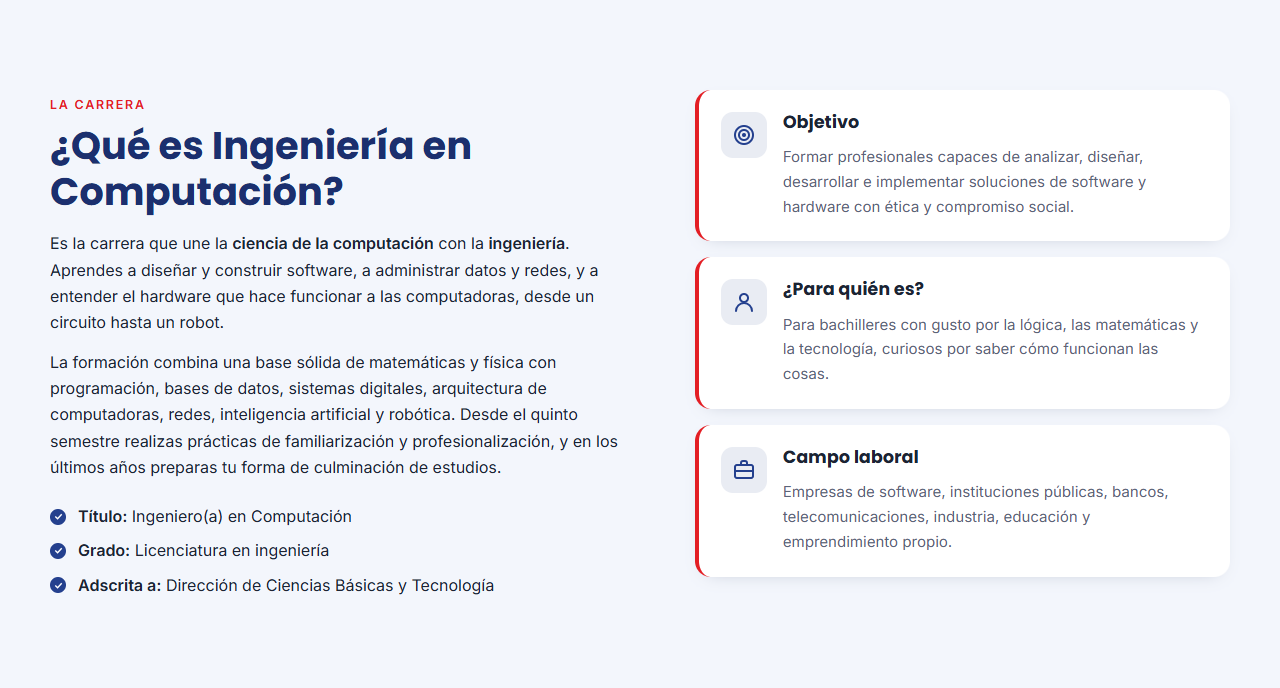 LA CARRERA
¿Qué es Ingeniería en
Computación?
Es la carrera que une la ciencia de la computación con la ingeniería.
Aprendes a diseñar y construir software, a administrar datos y redes, y a
entender el hardware que hace funcionar a las computadoras, desde un
circuito hasta un robot.
La formación combina una base sólida de matemáticas y física con
programación, bases de datos, sistemas digitales, arquitectura de
computadoras, redes, inteligencia artificial y robótica. Desde el quinto
semestre realizas prácticas de familiarización y profesionalización, y en los
últimos años preparas tu forma de culminación de estudios.
Título: Ingeniero(a) en Computación
Grado: Licenciatura en ingeniería
Adscrita a: Dirección de Ciencias Básicas y Tecnología
Objetivo
Formar profesionales capaces de analizar, diseñar,
desarrollar e implementar soluciones de software y
hardware con ética y compromiso social.
¿Para quién es?
Para bachilleres con gusto por la lógica, las matemáticas y
la tecnología, curiosos por saber cómo funcionan las
cosas.
Campo laboral
Empresas de software, instituciones públicas, bancos,
telecomunicaciones, industria, educación y
emprendimiento propio.